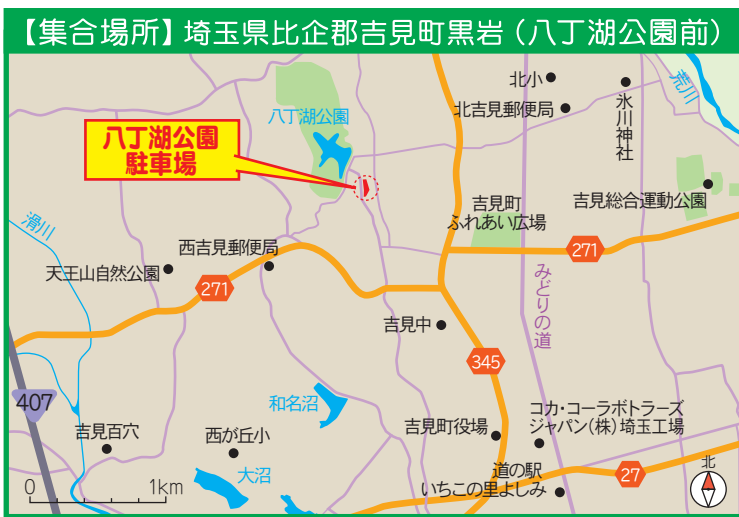 【集合場所】埼玉県比企郡吉見町黒岩（八丁湖公園前）
北小
北吉見郵便局
氷川神社
荒川
八丁湖公園
八丁湖公園
駐車場
吉見町
ふれあい広場
吉見総合運動公園
滑川
西吉見郵便局
天王山自然公園
271
271
みどりの道
吉見中
345
407
和名沼
吉見百穴
西が丘小
吉見町役場
コカ・コーラボトラーズ
ジャパン(株)埼玉工場
大沼
道の駅
いちごの里よしみ
27
北
0 1km